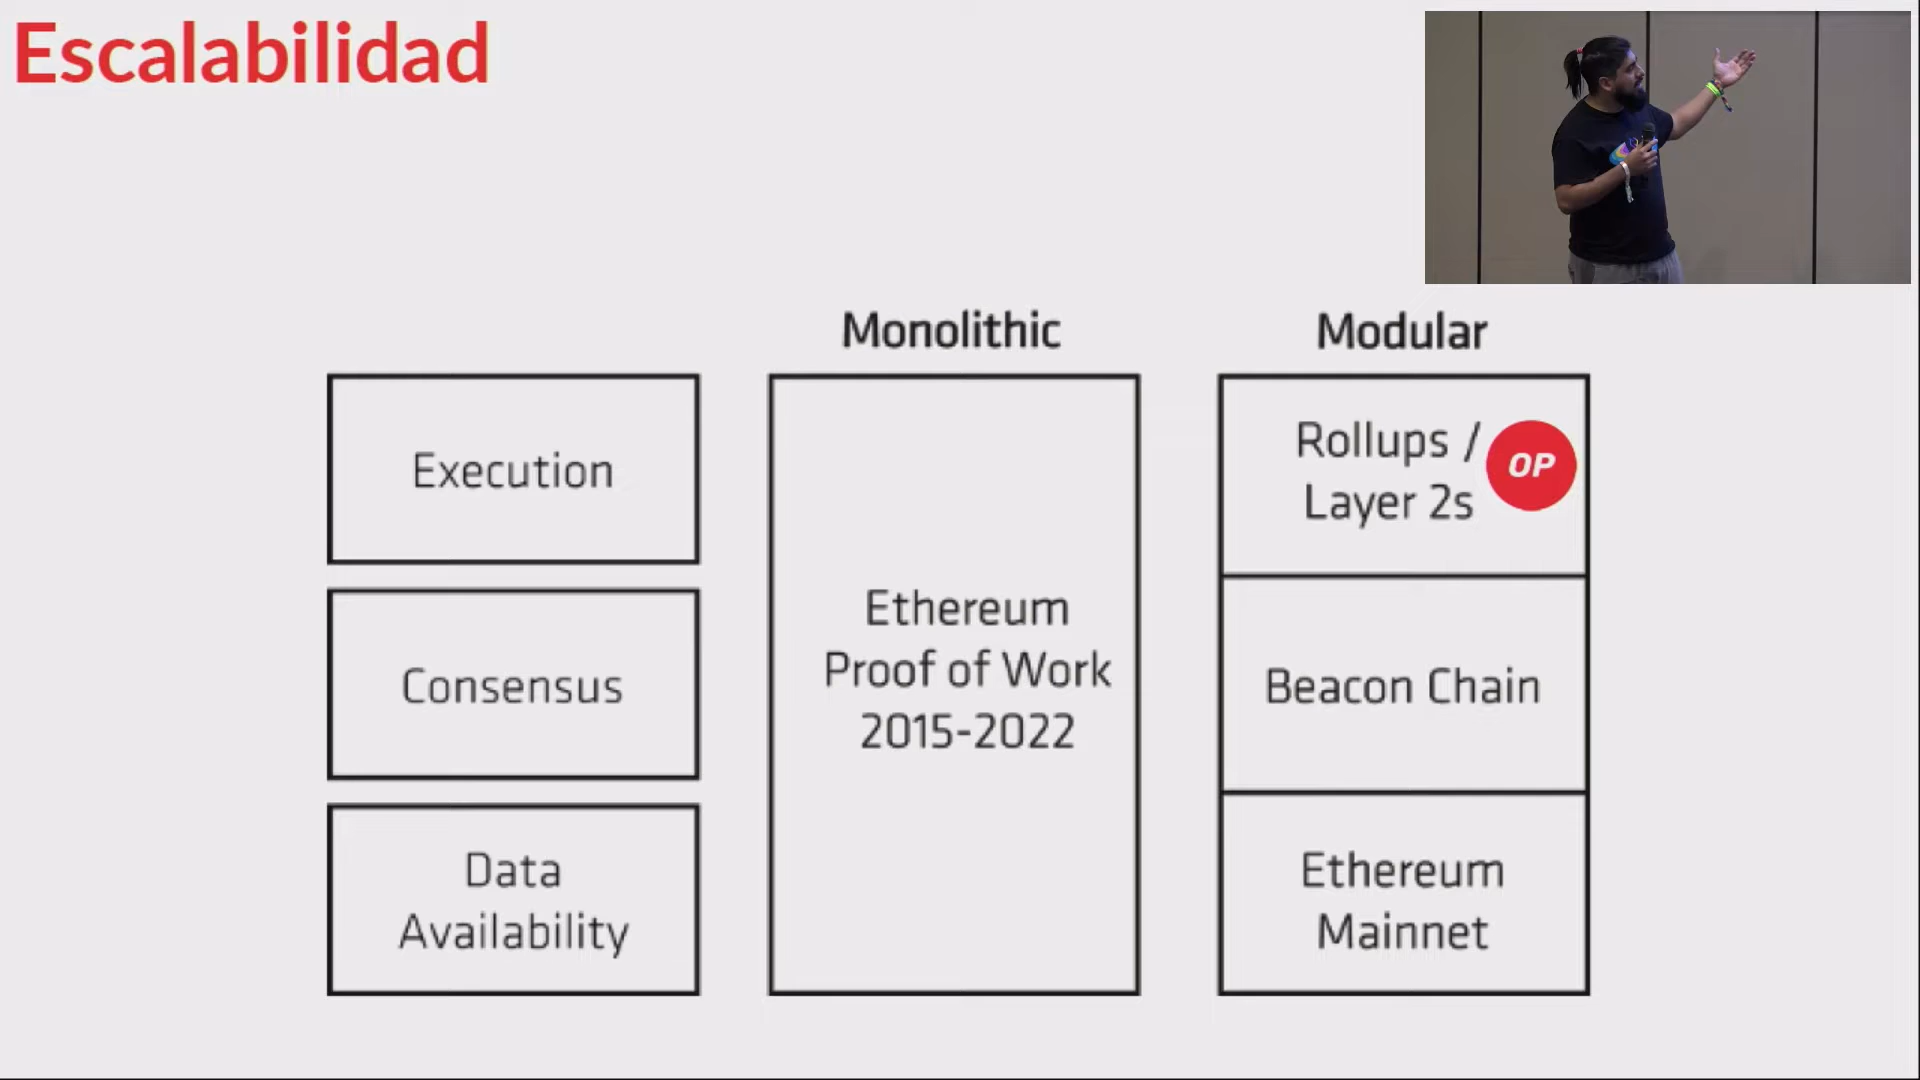 Escalabilidad
Monolithic
Modular
Execution
Consensus
Data
Availability
Ethereum
Proof of Work
2015-2022
Rollups /
Layer 2s
OP
Beacon Chain
Ethereum
Mainnet